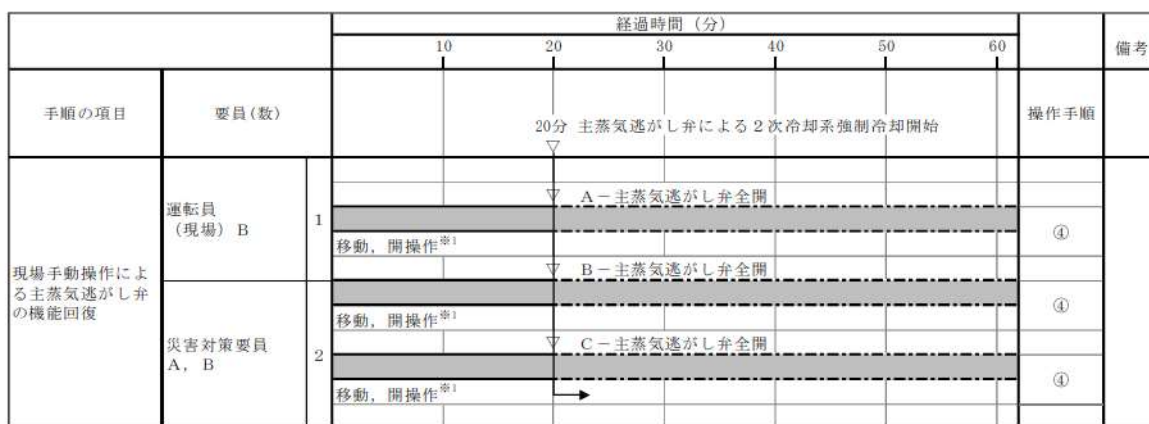 経過時間(分)
10 20 30 40 50 60
備考
手順の項目
要員(数)
操作手順
20分 主蒸気逃がし弁による2次冷却系強制冷却開始
▽
運転員
(現場)B
1
▽ A-主蒸気逃がし弁全開
移動,開操作※1
④
現場手動操作によ
る主蒸気逃がし弁
の機能回復
災害対策要員
A,B
2
▽ B-主蒸気逃がし弁全開
移動,開操作※1
④
▽ C-主蒸気逃がし弁全開
移動,開操作※1
④